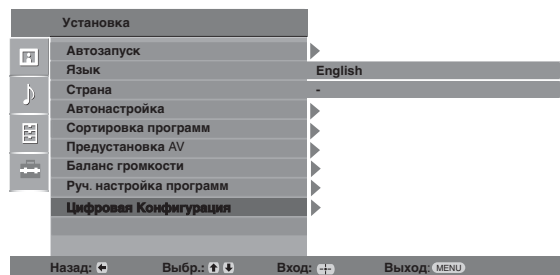 Установка
Автозапуск
Язык English
Страна -
Автонастройка
Сортировка программ
Предустановка AV
Баланс громкости
Руч. настройка программ
Цифровая Конфигурация
Назад: Выбр.: Вход: Выход: MENU